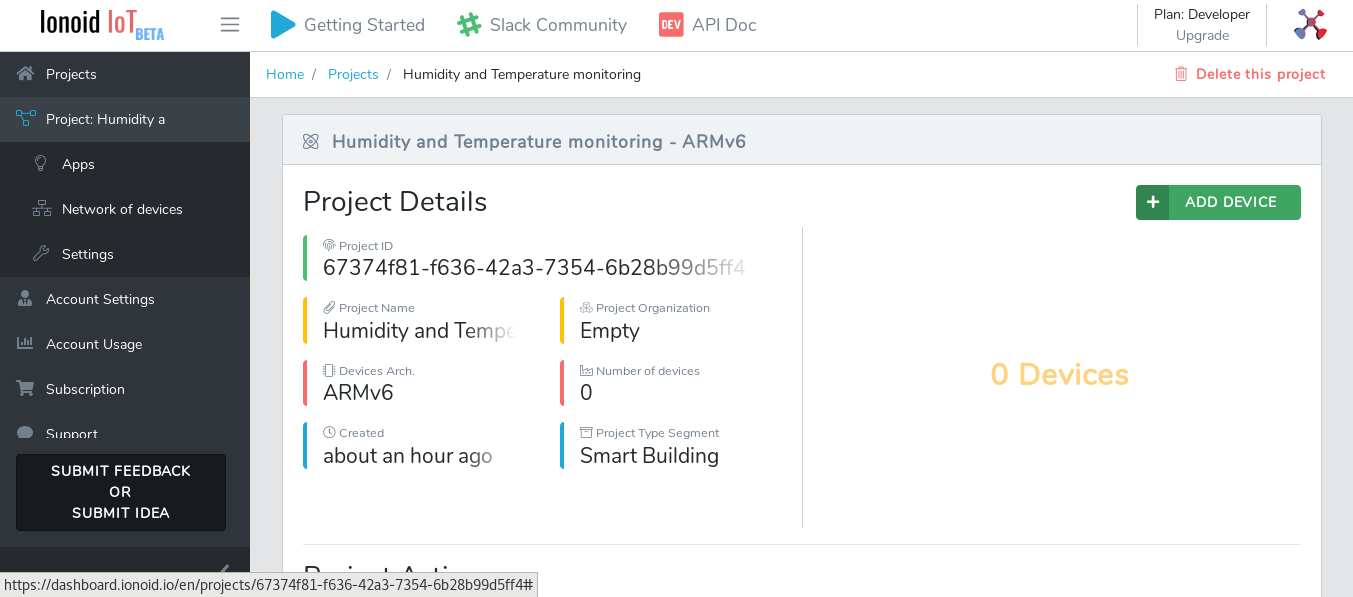 Ionoid IoT BETA
Getting Started
Slack Community
DEV API Doc
Plan: Developer
Upgrade
Projects
Project: Humidity a
Apps
Network of devices
Settings
Account Settings
Account Usage
Subscription
Support
SUBMIT FEEDBACK
OR
SUBMIT IDEA
Home / Projects / Humidity and Temperature monitoring
Delete this project
Humidity and Temperature monitoring - ARMv6
Project Details
ADD DEVICE
Project ID
67374f81-f636-42a3-7354-6b28b99d5ff4
Project Name
Humidity and Tempe
Project Organization
Empty
Devices Arch.
ARMv6
Number of devices
0
Created
about an hour ago
Project Type Segment
Smart Building
0 Devices
Project Acti
https://dashboard.ionoid.io/en/projects/67374f81-f636-42a3-7354-6b28b99d5ff4#